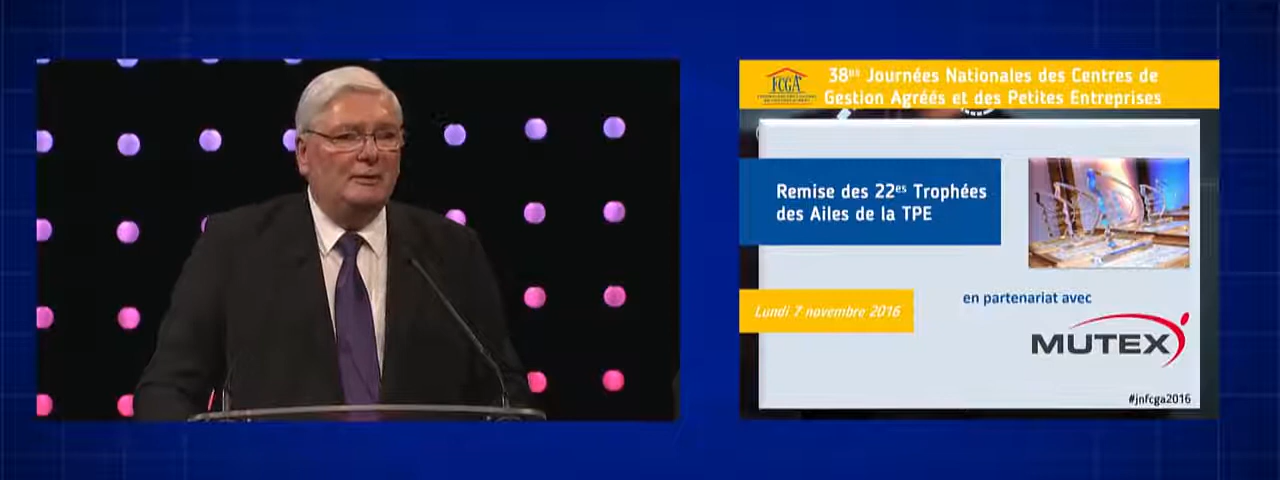 FCGA
38es Journées Nationales des Centres de
Gestion Agréés et des Petites Entreprises
Remise des 22es Trophées
des Ailes de la TPE
Lundi 7 novembre 2016
en partenariat avec
MUTEX
#jnfcga2016